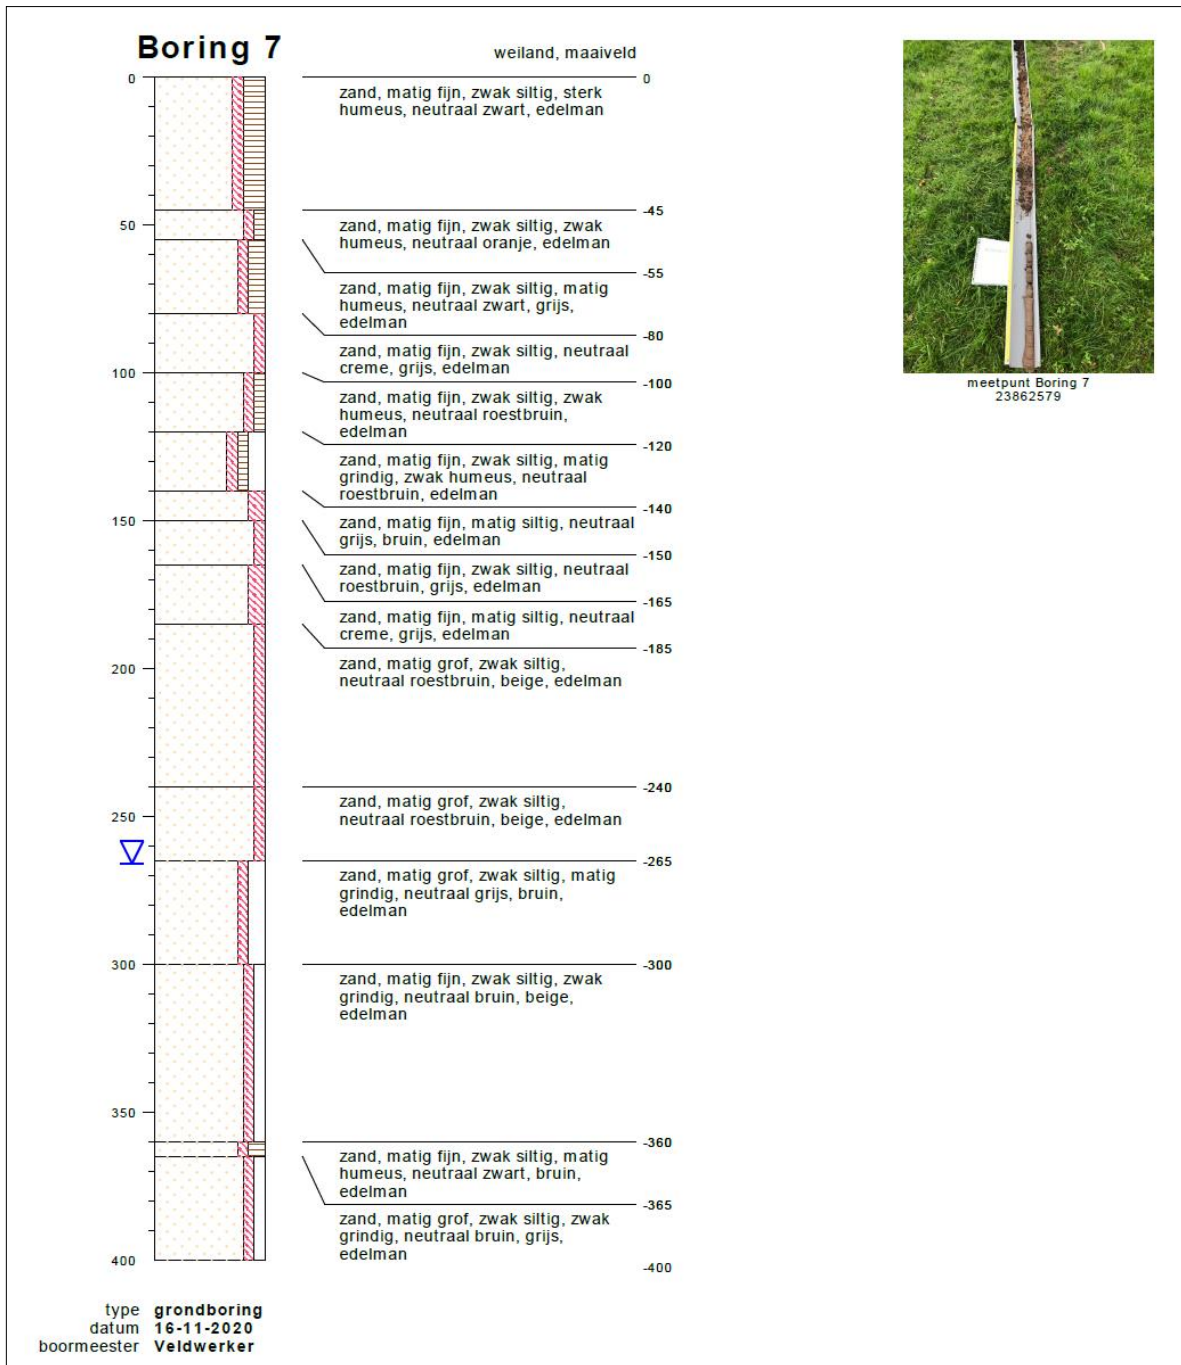 Boring 7
weiland, maaiveld
0
0
zand, matig fijn, zwak siltig, sterk
humeus, neutraal zwart, edelman
-45
50
zand, matig fijn, zwak siltig, zwak
humeus, neutraal oranje, edelman
-55
zand, matig fijn, zwak siltig, matig
humeus, neutraal zwart, grijs,
edelman
-80
zand, matig fijn, zwak siltig, neutraal
creme, grijs, edelman
100
-100
zand, matig fijn, zwak siltig, zwak
humeus, neutraal roestbruin,
edelman
-120
zand, matig fijn, zwak siltig, matig
grindig, zwak humeus, neutraal
roestbruin, edelman
-140
150
zand, matig fijn, matig siltig, neutraal
grijs, bruin, edelman
-150
zand, matig fijn, zwak siltig, neutraal
roestbruin, grijs, edelman
-165
zand, matig fijn, matig siltig, neutraal
creme, grijs, edelman
-185
200
zand, matig grof, zwak siltig,
neutraal roestbruin, beige, edelman
-240
250
zand, matig grof, zwak siltig,
neutraal roestbruin, beige, edelman
-265
zand, matig grof, zwak siltig, matig
grindig, neutraal grijs, bruin,
edelman
300
-300
zand, matig fijn, zwak siltig, zwak
grindig, neutraal bruin, beige,
edelman
350
-360
zand, matig fijn, zwak siltig, matig
humeus, neutraal zwart, bruin,
edelman
-365
zand, matig grof, zwak siltig, zwak
grindig, neutraal bruin, grijs,
edelman
400
-400
meetpunt Boring 7
23862579
type grondboring
datum 16-11-2020
boormeester Veldwerker